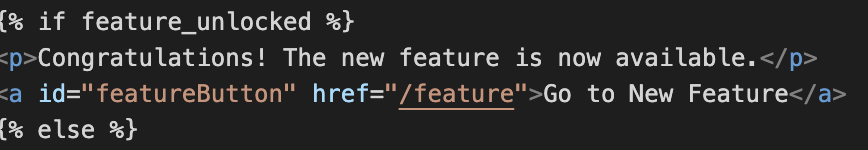 {% if feature_unlocked %}
<p>Congratulations! The new feature is now available.</p>
<a id="featureButton" href="/feature">Go to New Feature</a>
{% else %}